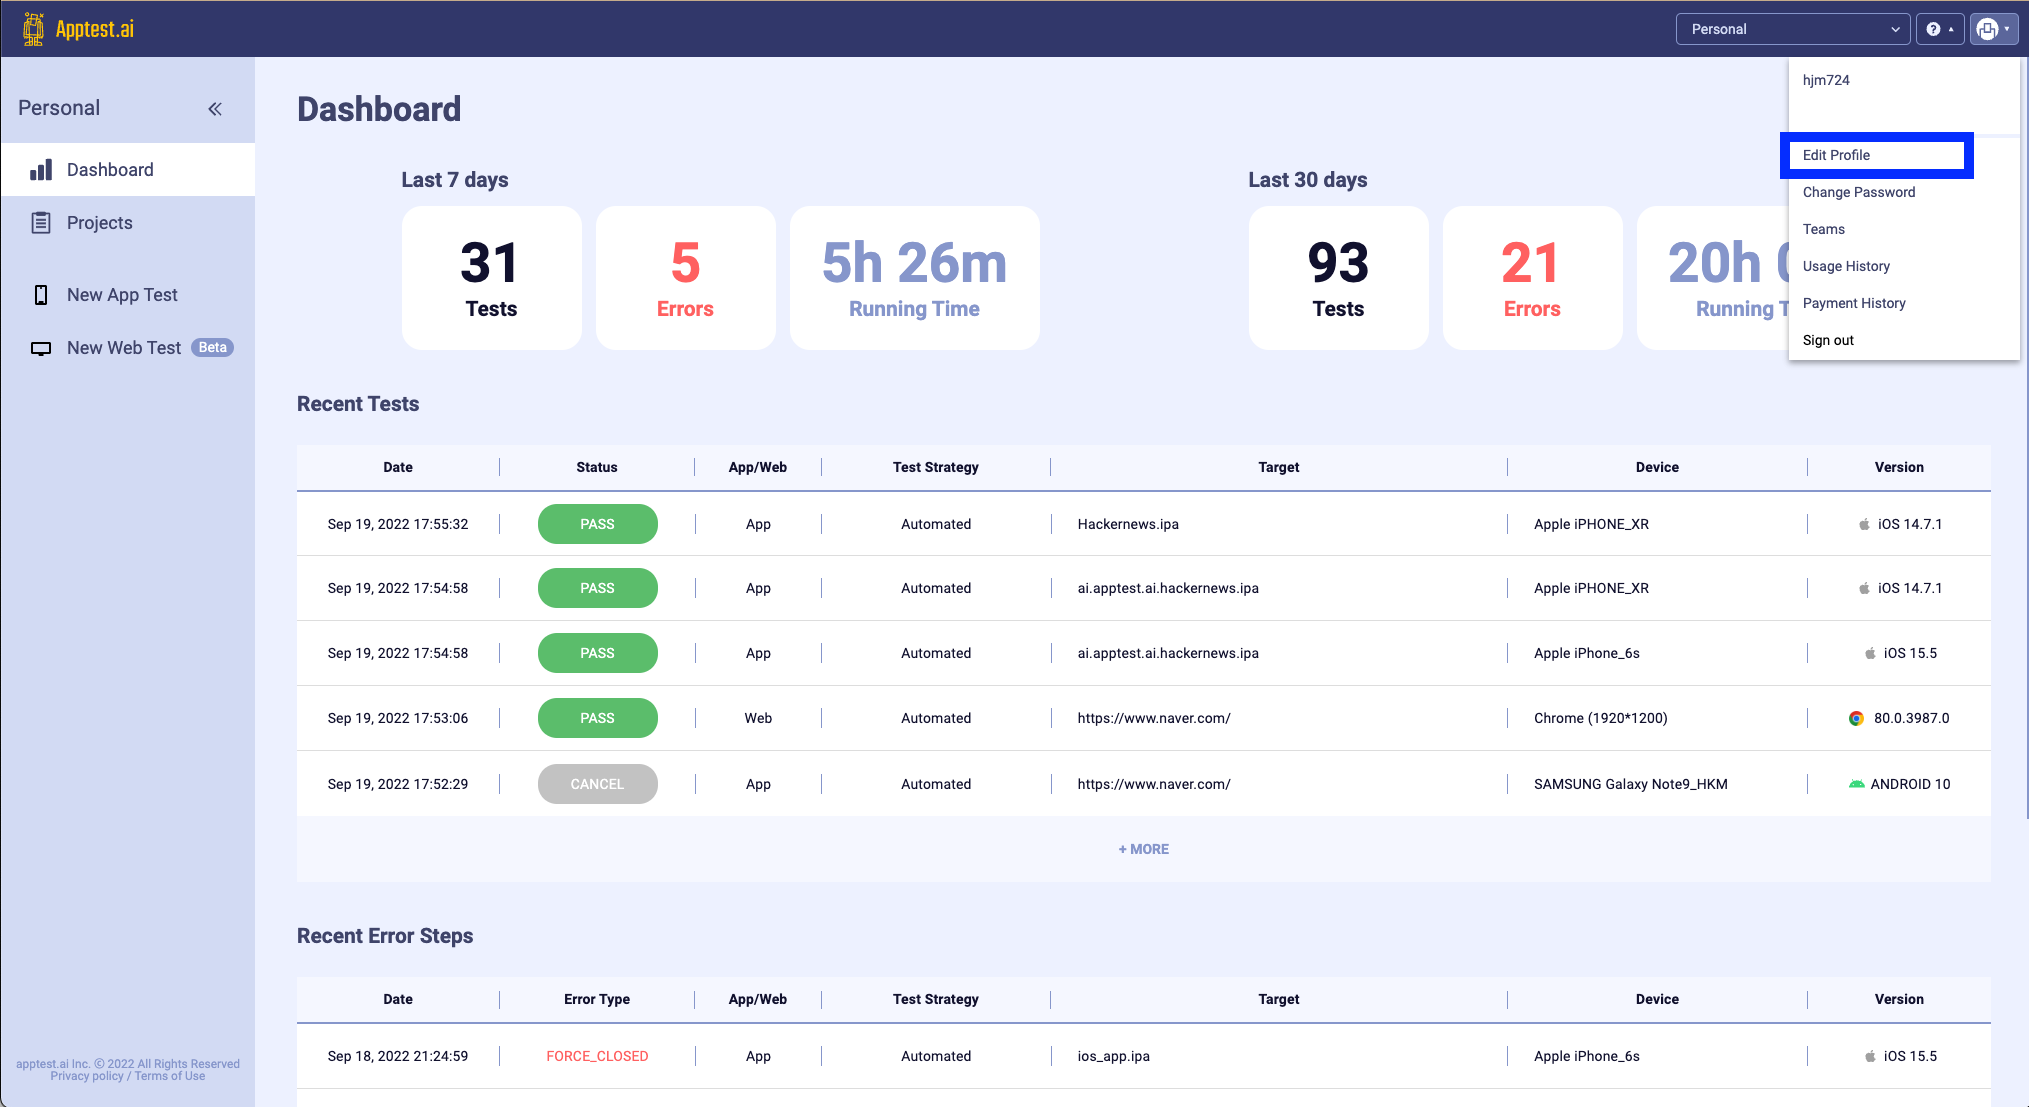 Apptest.ai
Personal
?
hjm724
Edit Profile
Change Password
Teams
Usage History
Payment History
Sign out
Personal
Dashboard
Projects
New App Test
New Web Test Beta
apptest.ai Inc. © 2022 All Rights Reserved
Privacy policy / Terms of Use
Dashboard
Last 7 days
31
Tests
5
Errors
5h 26m
Running Time
Last 30 days
93
Tests
21
Errors
20h
Running
Recent Tests
Date Status App/Web Test Strategy Target Device Version
Sep 19, 2022 17:55:32 PASS App Automated Hackernews.ipa Apple iPHONE_XR iOS 14.7.1
Sep 19, 2022 17:54:58 PASS App Automated ai.apptest.ai.hackernews.ipa Apple iPHONE_XR iOS 14.7.1
Sep 19, 2022 17:54:58 PASS App Automated ai.apptest.ai.hackernews.ipa Apple iPhone_6s iOS 15.5
Sep 19, 2022 17:53:06 PASS Web Automated https://www.naver.com/ Chrome (1920*1200) 80.0.3987.0
Sep 19, 2022 17:52:29 CANCEL App Automated https://www.naver.com/ SAMSUNG Galaxy Note9_HKM ANDROID 10
+ MORE
Recent Error Steps
Date Error Type App/Web Test Strategy Target Device Version
Sep 18, 2022 21:24:59 FORCE_CLOSED App Automated ios_app.ipa Apple iPhone_6s iOS 15.5